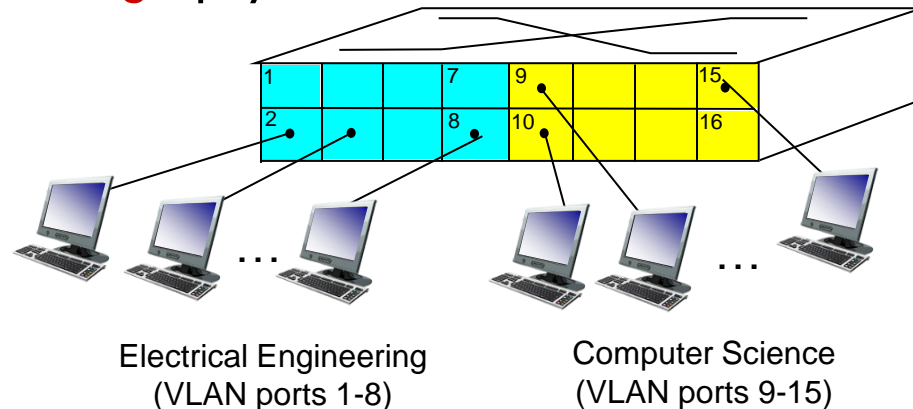 1 7 9 15
2 8 10 16
... ...
Electrical Engineering
(VLAN ports 1-8)
Computer Science
(VLAN ports 9-15)